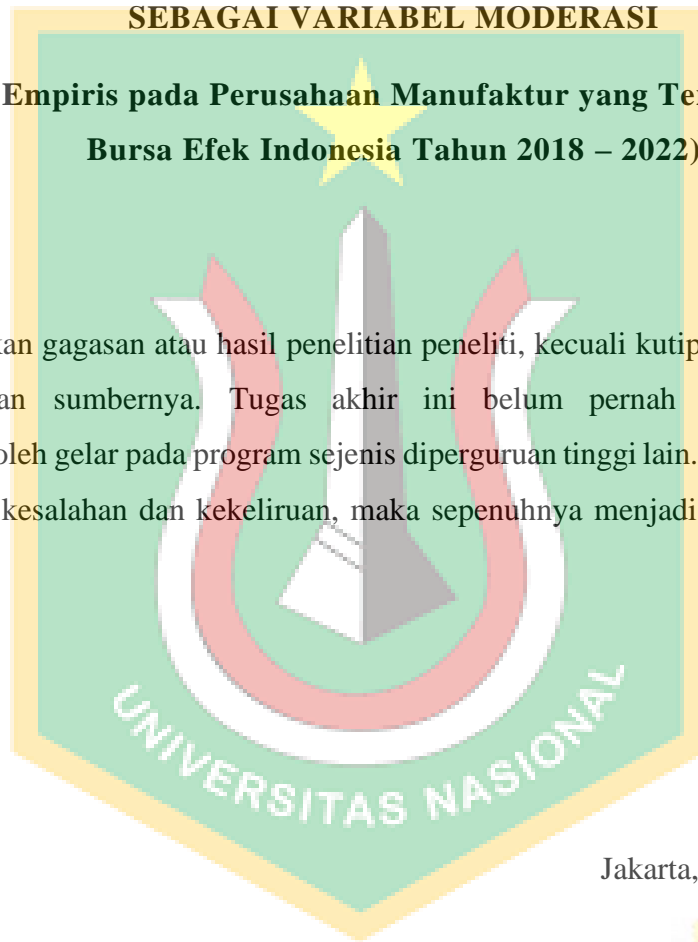 SEBAGAI VARIABEL MODERASI
Empiris pada Perusahaan Manufaktur yang Te
Bursa Efek Indonesia Tahun 2018 – 2022)
an gagasan atau hasil penelitian peneliti, kecuali kutip
an sumbernya. Tugas akhir ini belum pernah
oleh gelar pada program sejenis diperguruan tinggi lain.
kesalahan dan kekeliruan, maka sepenuhnya menjadi
UNIVERSITAS NASIONAL
Jakarta,